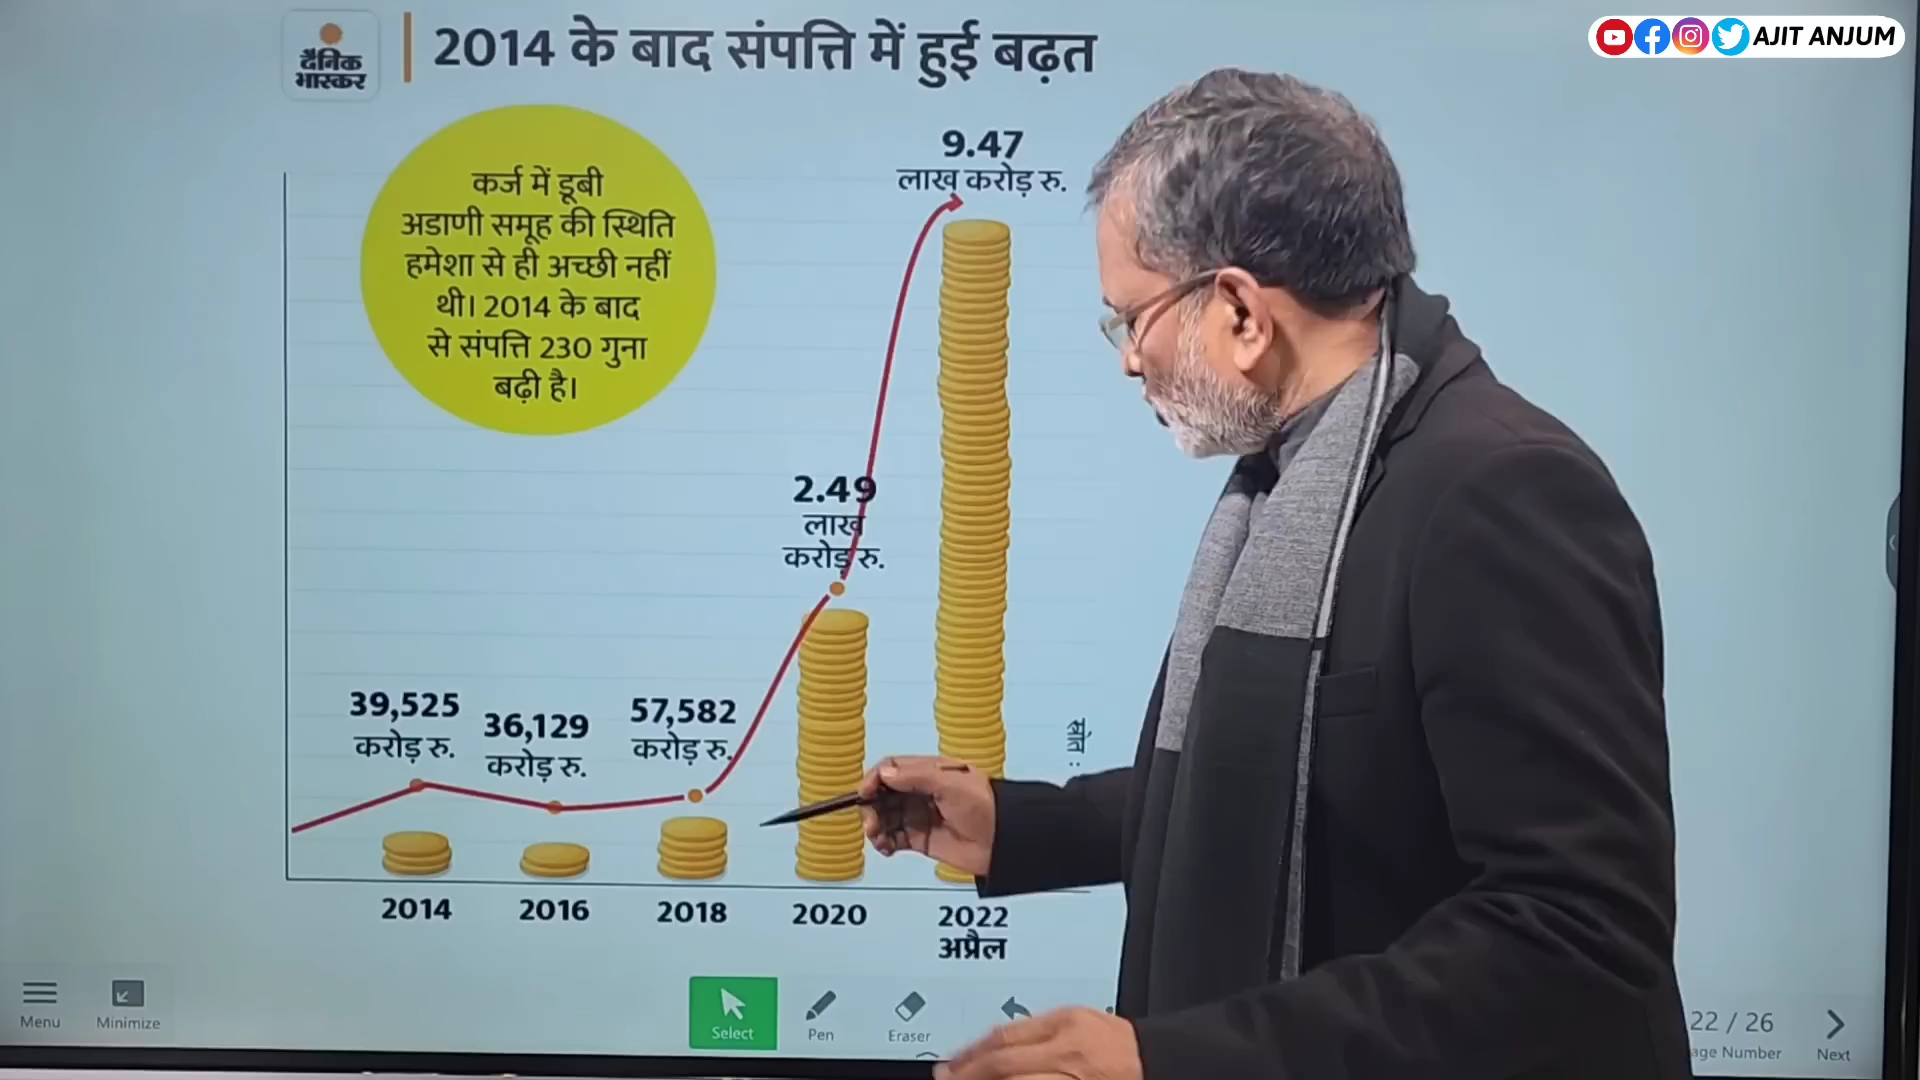 दैनिक
भास्कर
2014 के बाद संपत्ति में हुई बढ़त
AJIT ANJUM
कर्ज में डूबी
अडाणी समूह की स्थिति
हमेशा से ही अच्छी नहीं
थी। 2014 के बाद
से संपत्ति 230 गुना
बढ़ी है।
9.47
लाख करोड़ रु.
2.49
लाख
करोड़ रु.
39,525
करोड़ रु.
36,129
करोड़ रु.
57,582
करोड़ रु.
स्रोत :
2014
2016
2018
2020
2022
अप्रैल
Menu
Minimize
Select
Pen
Eraser
22 / 26
age Number
Next